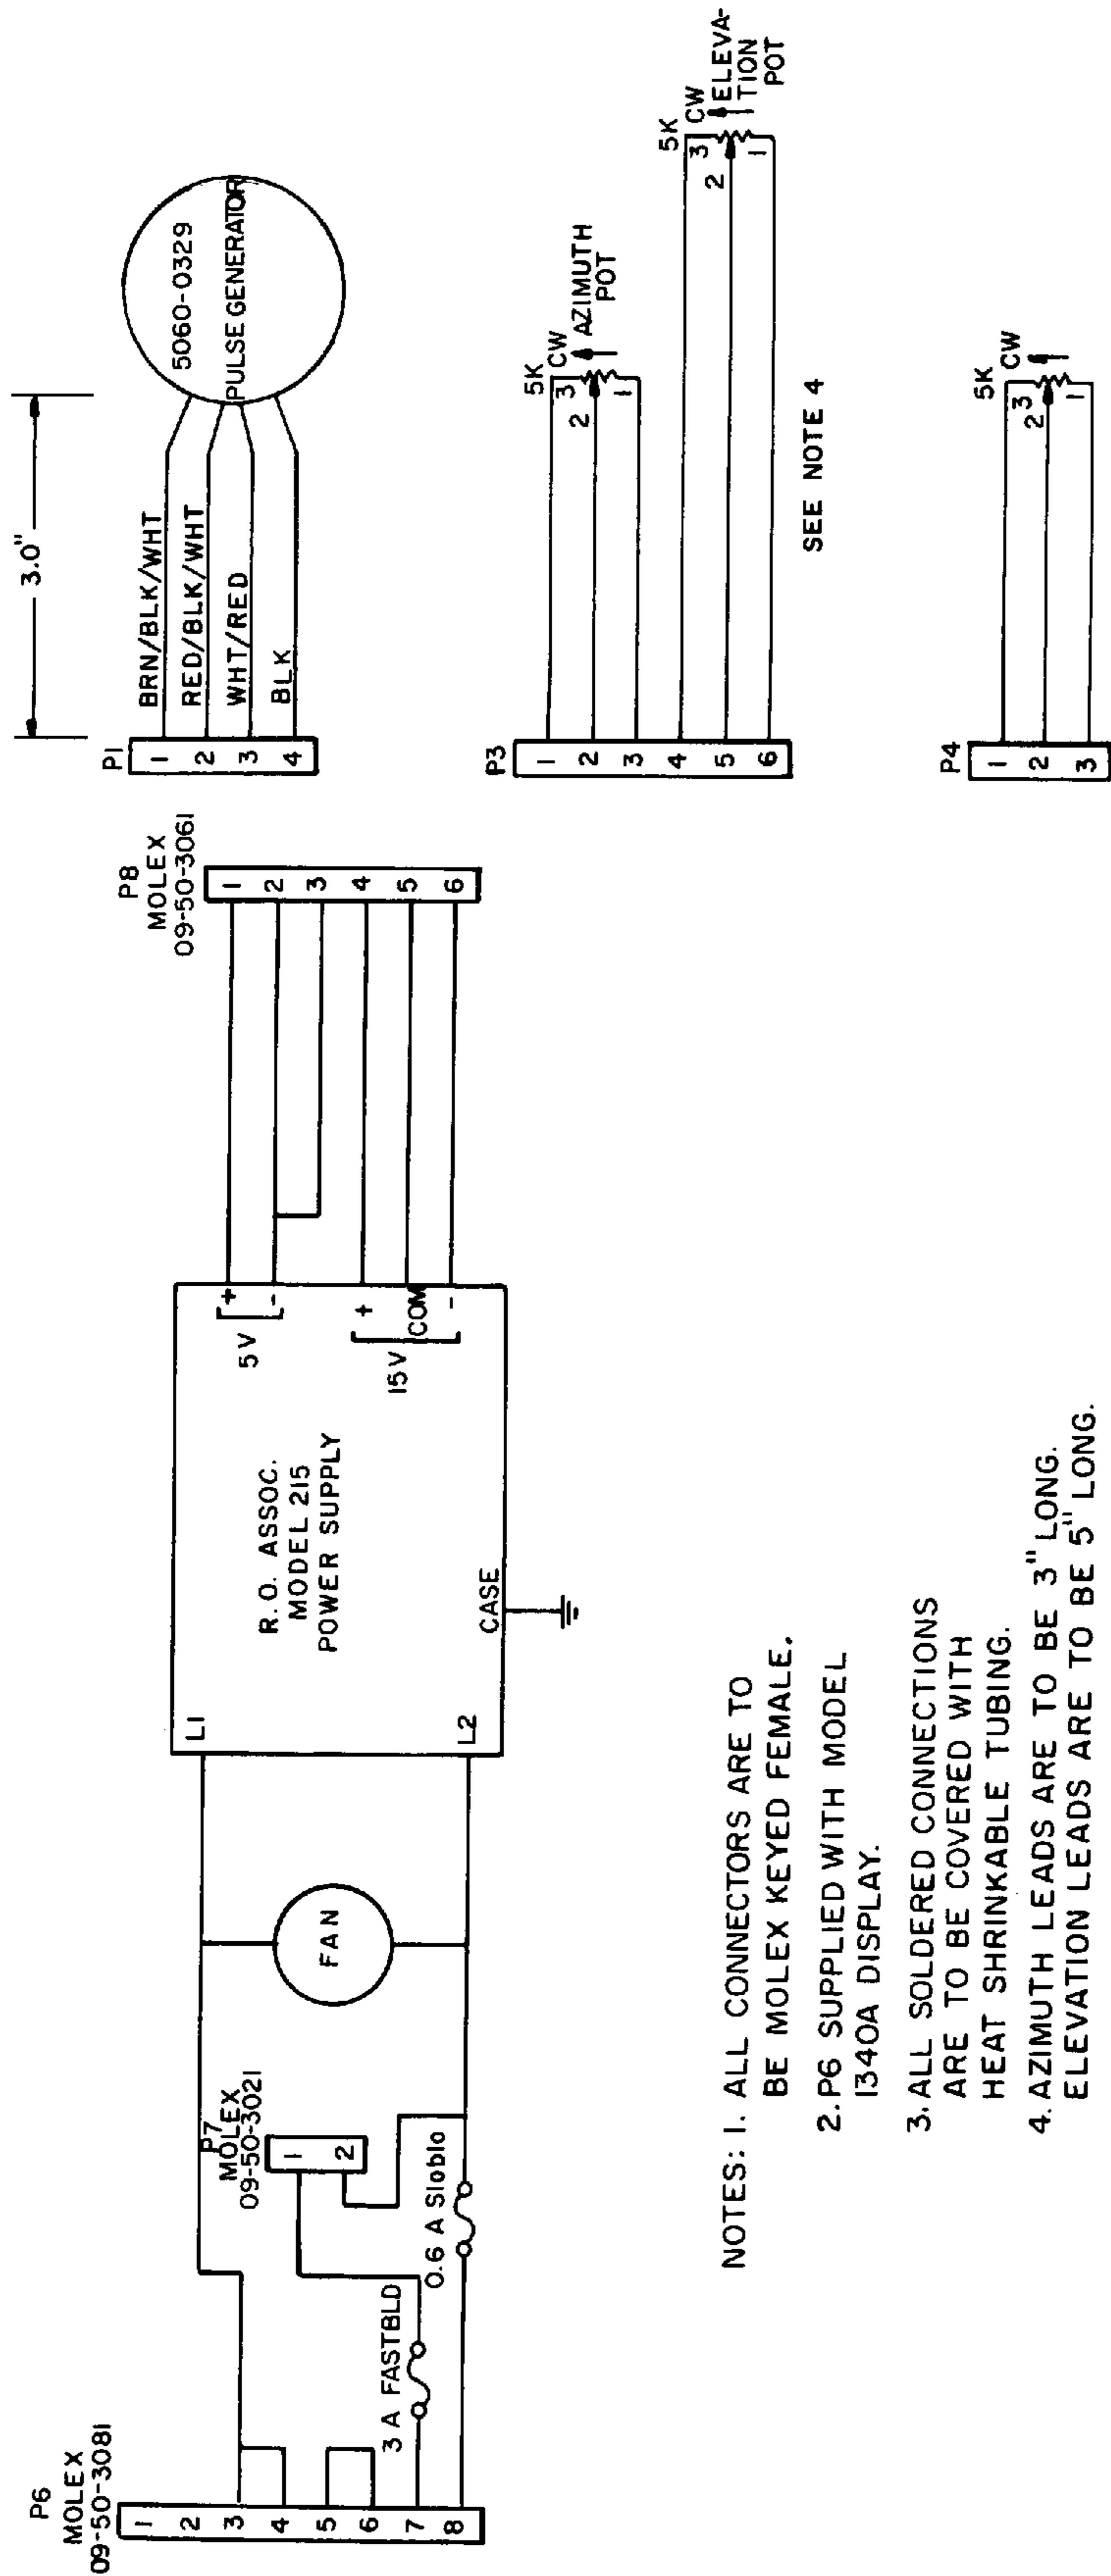 P6
MOLEX
09-50-3081
1
2
3
4
5
6
7
8
3 A FASTBLD
0.6 A Sloblo
P7
MOLEX
09-50-3021
1
2
FAN
L1
L2
R.O. ASSOC.
MODEL 215
POWER SUPPLY
CASE
5V
+
-
15V
+
COM
-
P8
MOLEX
09-50-3061
1
2
3
4
5
6
3.0"
P1
1
2
3
4
BRN/BLK/WHT
RED/BLK/WHT
WHT/RED
BLK
5060-0329
PULSE GENERATOR
P3
1
2
3
4
5
6
5K
CW
3
2
1
AZIMUTH
POT
5K
CW
3
2
1
ELEVA-
TION
POT
SEE NOTE 4
P4
1
2
3
5K
CW
3
2
1
NOTES: 1. ALL CONNECTORS ARE TO
BE MOLEX KEYED FEMALE.
2. P6 SUPPLIED WITH MODEL
1340A DISPLAY.
3. ALL SOLDERED CONNECTIONS
ARE TO BE COVERED WITH
HEAT SHRINKABLE TUBING.
4. AZIMUTH LEADS ARE TO BE 3" LONG.
ELEVATION LEADS ARE TO BE 5" LONG.